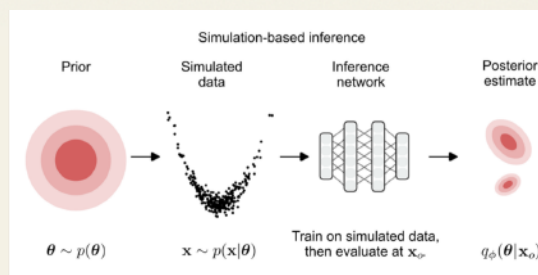 Simulation-based inference
Prior
Simulated
data
Inference
network
Posterior
estimate
θ ∼ p(θ)
x ∼ p(x|θ)
Train on simulated data,
then evaluate at xₒ.
q_ϕ(θ|xₒ)